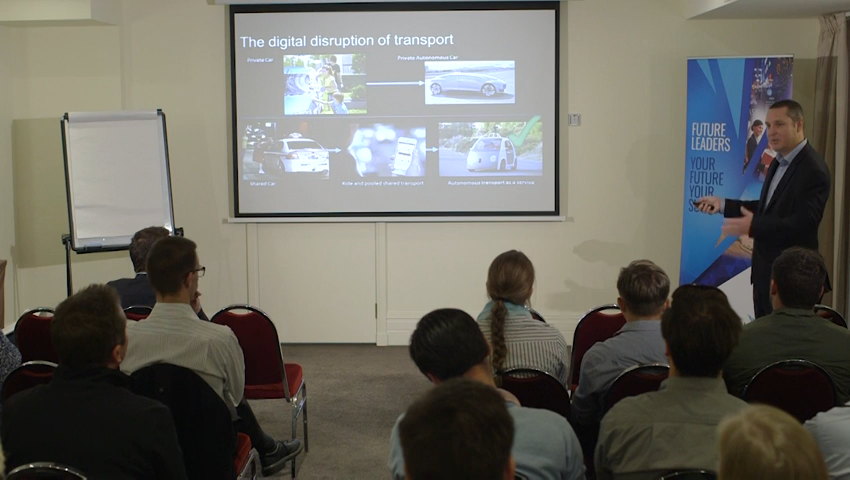 The digital disruption of transport
Private Car
Private Autonomous Car
Shared Car
Ride and pooled shared transport
Autonomous transport as a service
FUTURE
LEADERS
YOUR
FUTURE
YOUR